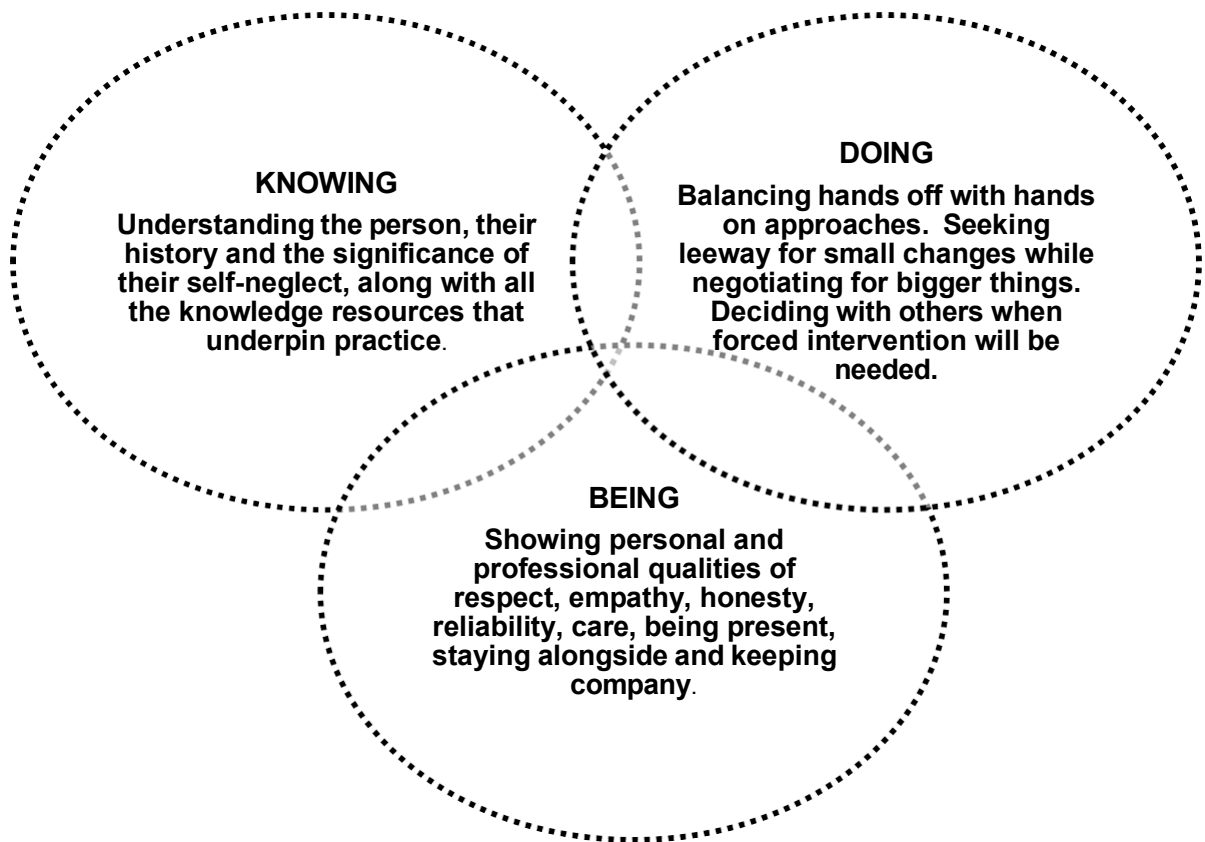 KNOWING
Understanding the person, their
history and the significance of
their self-neglect, along with all
the knowledge resources that
underpin practice.
DOING
Balancing hands off with hands
on approaches.  Seeking
leeway for small changes while
negotiating for bigger things.
Deciding with others when
forced intervention will be
needed.
BEING
Showing personal and
professional qualities of
respect, empathy, honesty,
reliability, care, being present,
staying alongside and keeping
company.